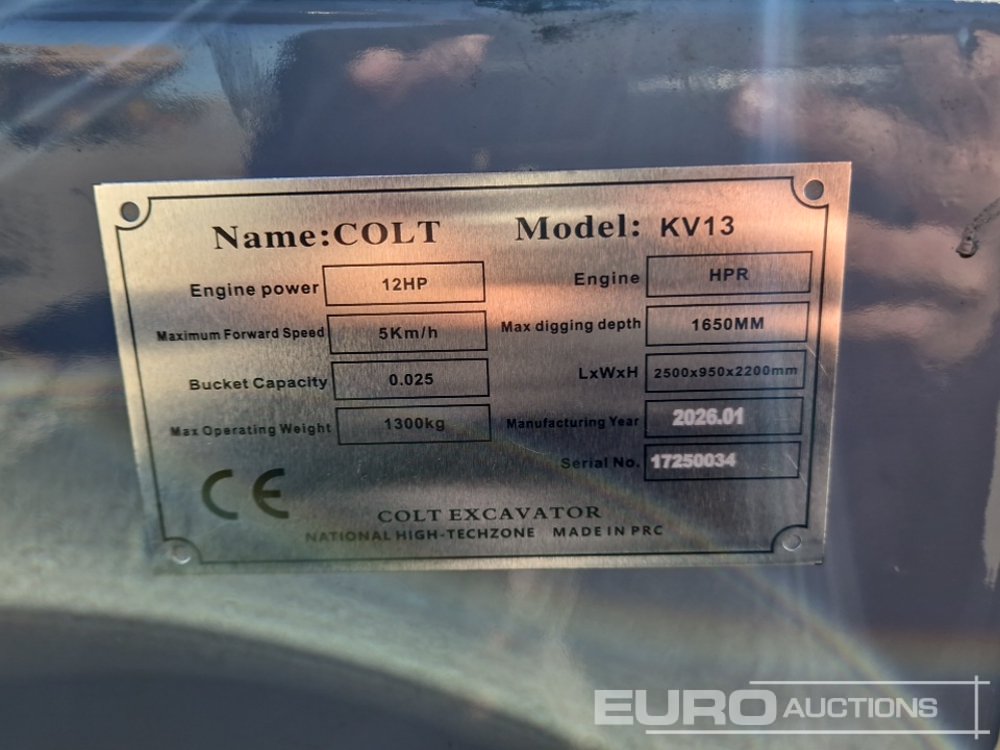 Name:COLT Model: KV13
Engine power 12HP Engine HPR
Maximum Forward Speed 5Km/h Max digging depth 1650MM
Bucket Capacity 0.025 LxWxH 2500x950x2200mm
Max Operating Weight 1300kg Manufacturing Year 2026.01
Serial No. 17250034
CE
COLT EXCAVATOR
NATIONAL HIGH-TECHZONE MADE IN PRC
EURO AUCTIONS